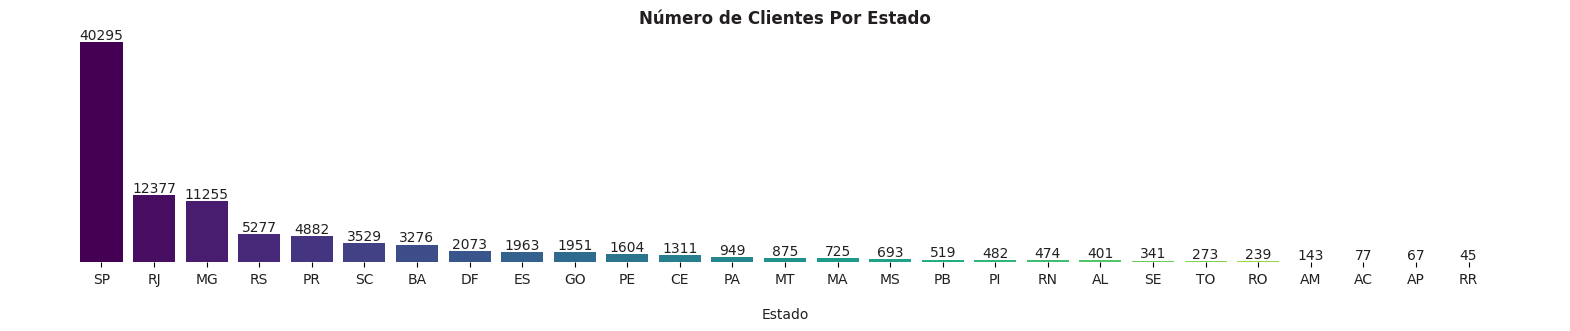 Número de Clientes Por Estado
40295 12377 11255 5277 4882 3529 3276 2073 1963 1951 1604 1311 949 875 725 693 519 482 474 401 341 273 239 143 77 67 45
SP RJ MG RS PR SC BA DF ES GO PE CE PA MT MA MS PB PI RN AL SE TO RO AM AC AP RR
Estado